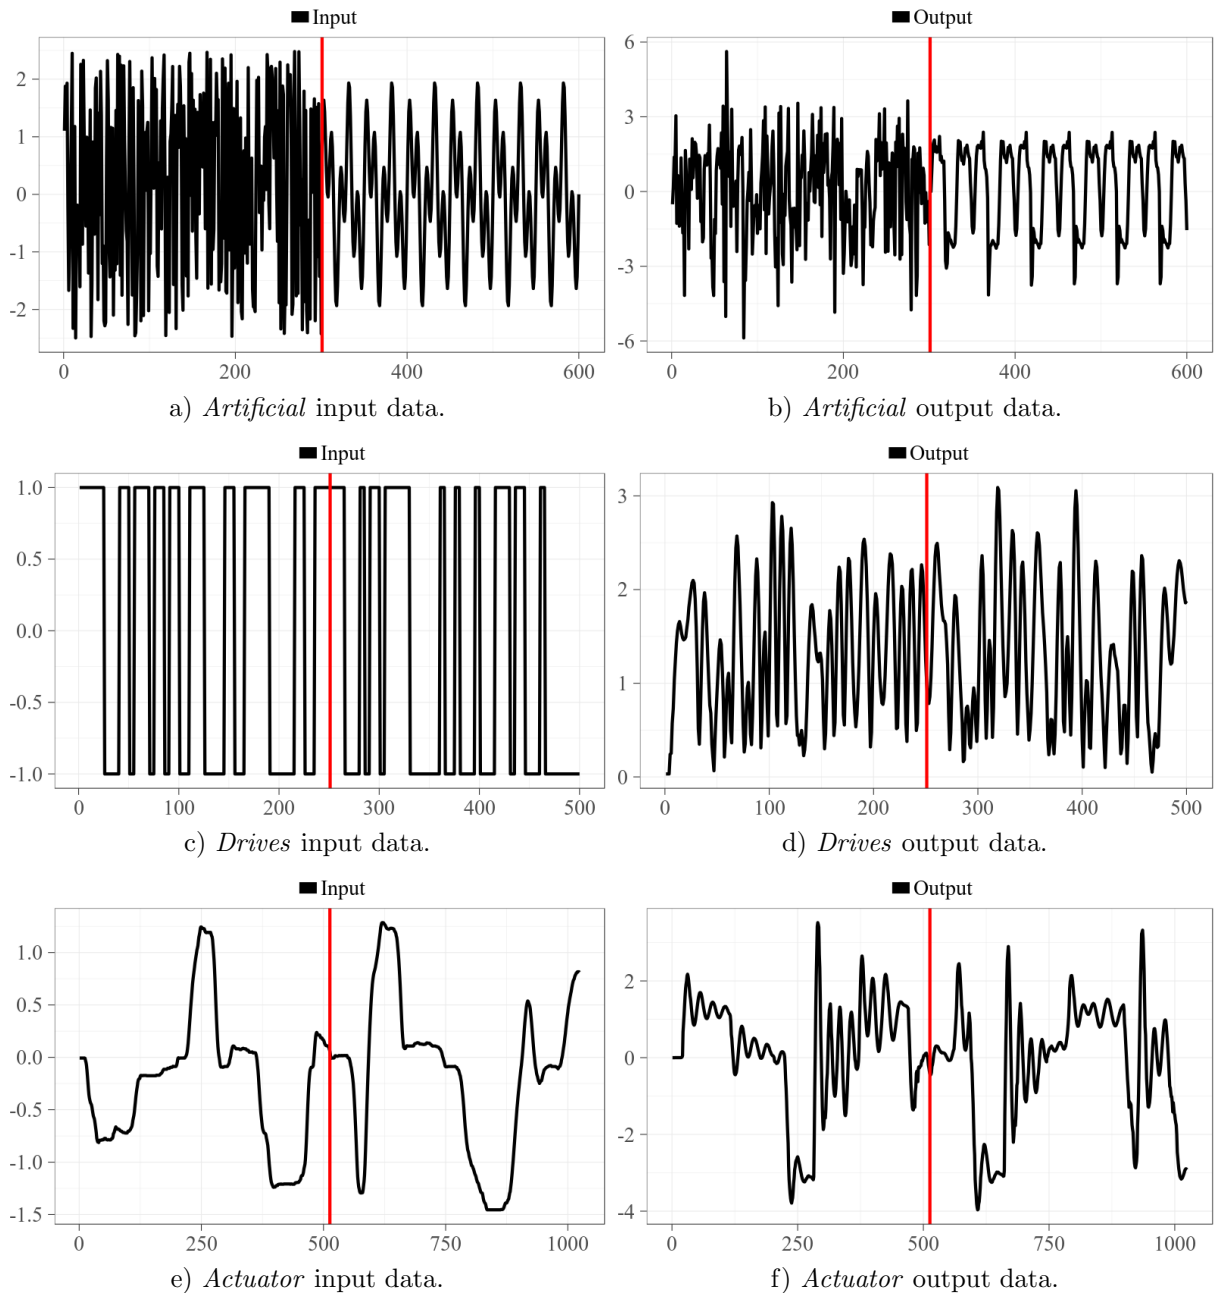 Input
2
1
0
-1
-2
0 200 400 600
a) Artificial input data.
Output
6
3
0
-3
-6
0 200 400 600
b) Artificial output data.
Input
1.0
0.5
0.0
-0.5
-1.0
0 100 200 300 400 500
c) Drives input data.
Output
3
2
1
0
0 100 200 300 400 500
d) Drives output data.
Input
1.0
0.5
0.0
-0.5
-1.0
-1.5
0 250 500 750 1000
e) Actuator input data.
Output
2
0
-2
-4
0 250 500 750 1000
f) Actuator output data.